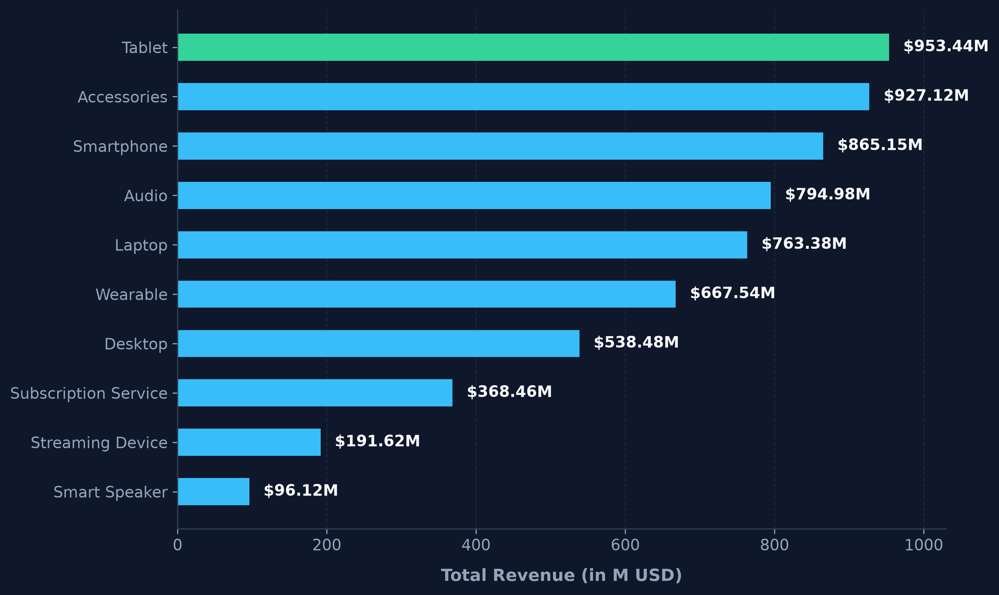 Tablet $953.44M
Accessories $927.12M
Smartphone $865.15M
Audio $794.98M
Laptop $763.38M
Wearable $667.54M
Desktop $538.48M
Subscription Service $368.46M
Streaming Device $191.62M
Smart Speaker $96.12M
0 200 400 600 800 1000
Total Revenue (in M USD)